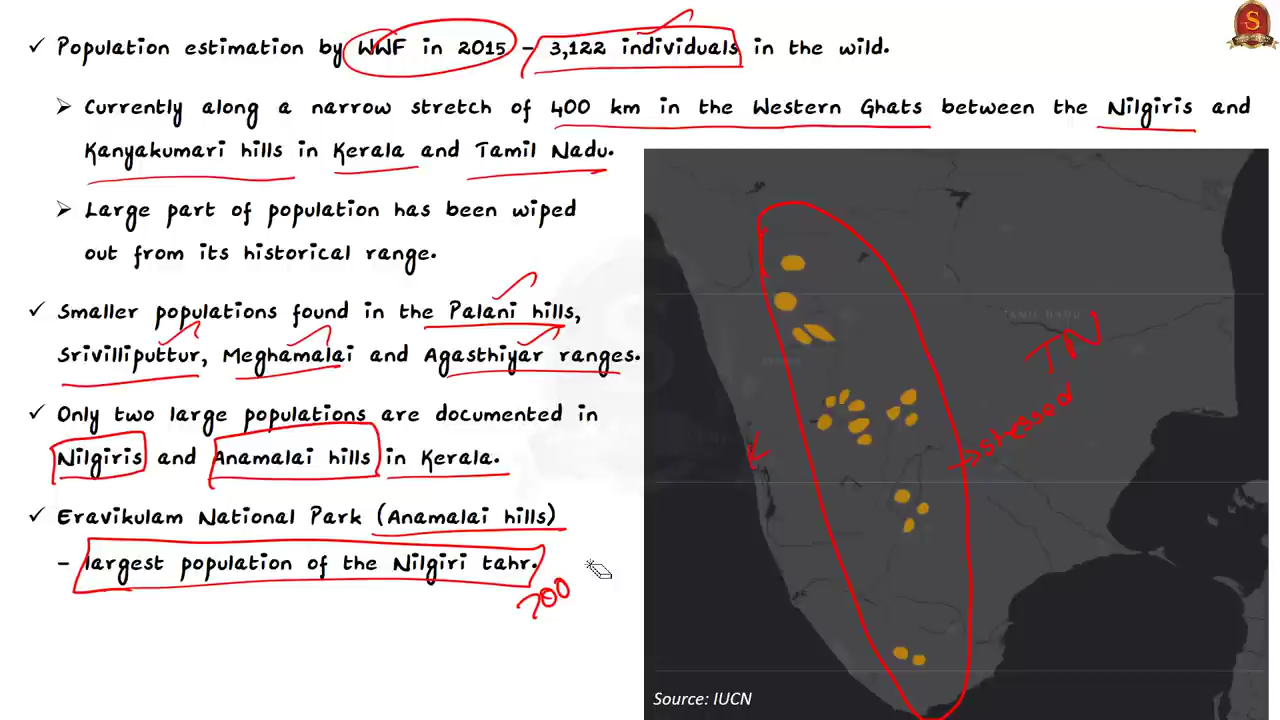 ✓ Population estimation by WWF in 2015 – 3,122 individuals in the wild.
➤ Currently along a narrow stretch of 400 km in the Western Ghats between the Nilgiris and
Kanyakumari hills in Kerala and Tamil Nadu.
➤ Large part of population has been wiped
out from its historical range.
✓ Smaller populations found in the Palani hills,
Srivilliputtur, Meghamalai and Agasthiyar ranges.
✓ Only two large populations are documented in
Nilgiris and Anamalai hills in Kerala.
✓ Eravikulam National Park (Anamalai hills)
– largest population of the Nilgiri tahr.
700
TAMIL NADU
TN
→ stressed
K
Source: IUCN
S